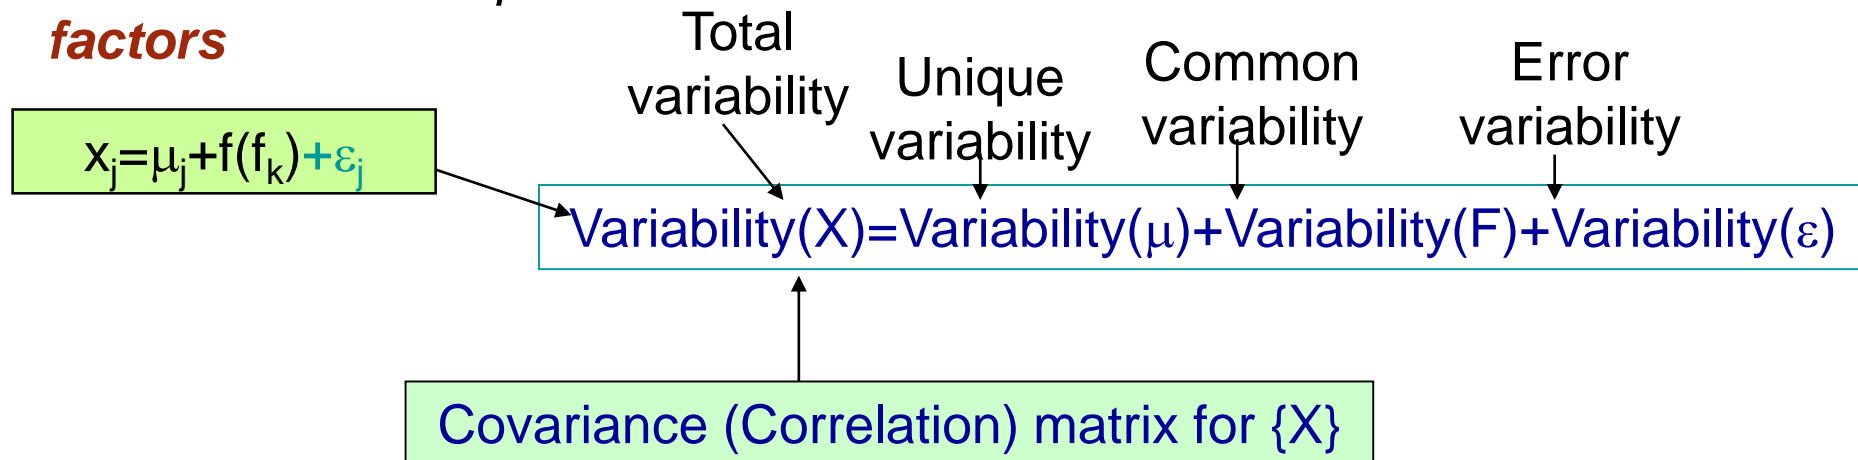 factors
Total
variability
Unique
variability
Common
variability
Error
variability
xⱼ=μⱼ+f(fₖ)+εⱼ
Variability(X)=Variability(μ)+Variability(F)+Variability(ε)
Covariance (Correlation) matrix for {X}